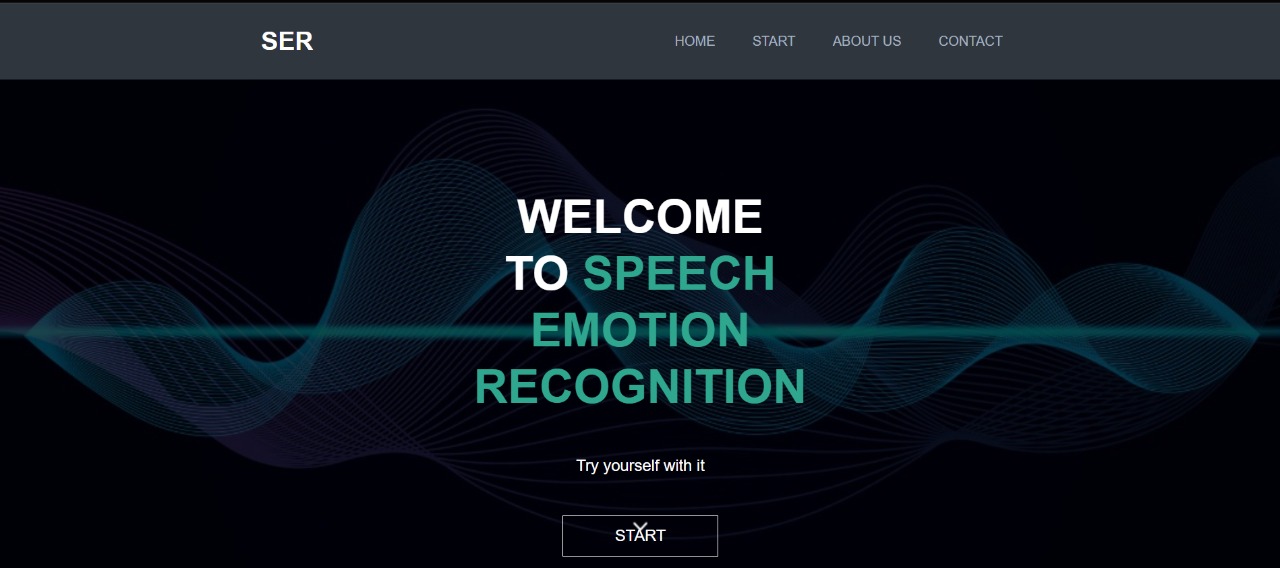 SER
HOME START ABOUT US CONTACT
WELCOME
TO SPEECH
EMOTION
RECOGNITION
Try yourself with it
START